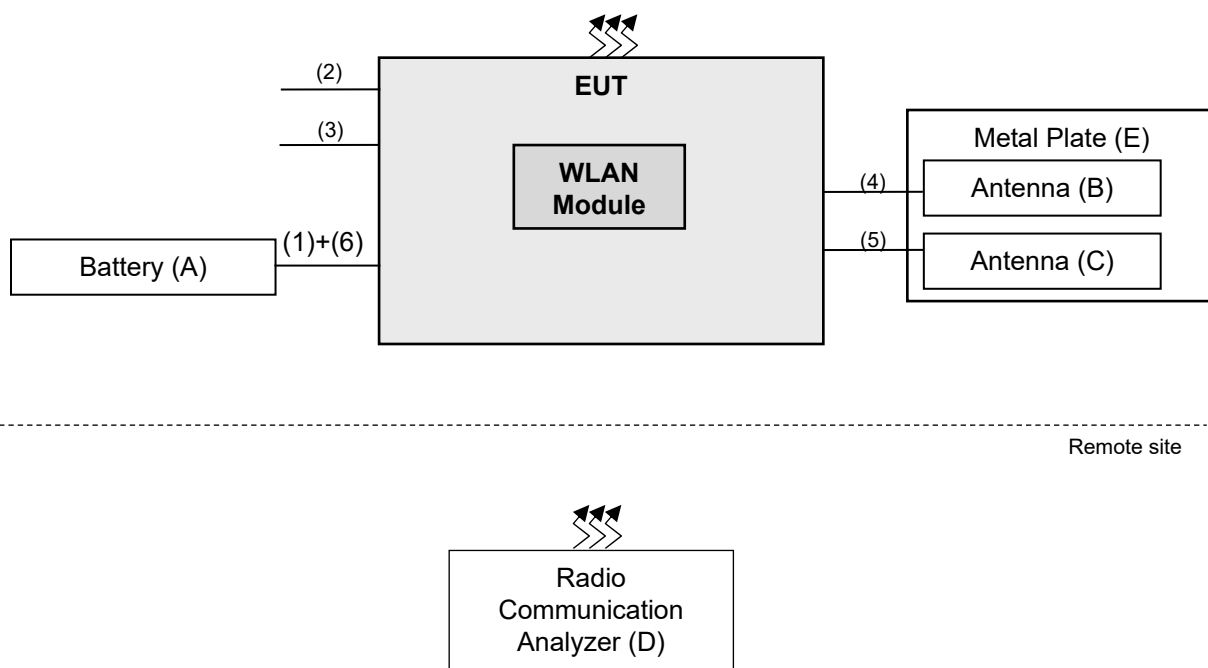 (2)
EUT
(3)
Metal Plate (E)
WLAN
Module
(4)
Antenna (B)
(1)+(6)
(5)
Battery (A)
Antenna (C)
Remote site
Radio
Communication
Analyzer (D)